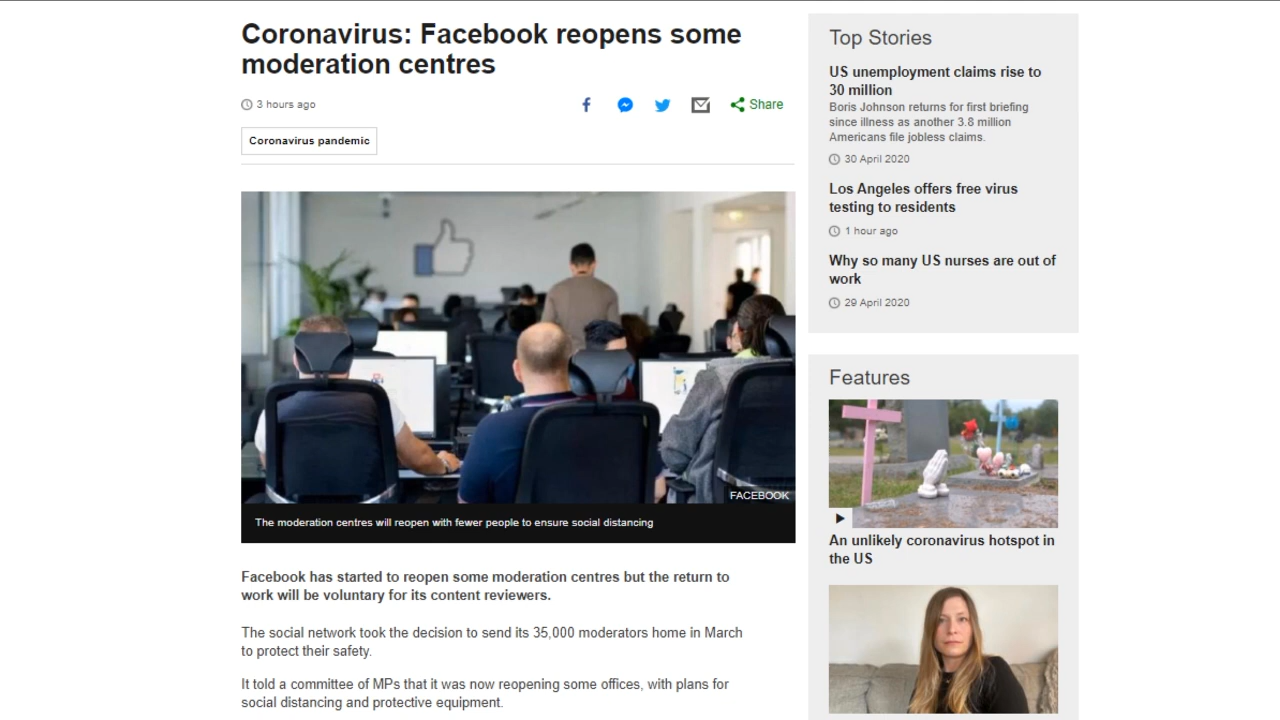 Coronavirus: Facebook reopens some
moderation centres
3 hours ago
Share
Coronavirus pandemic
FACEBOOK
The moderation centres will reopen with fewer people to ensure social distancing
Facebook has started to reopen some moderation centres but the return to
work will be voluntary for its content reviewers.
The social network took the decision to send its 35,000 moderators home in March
to protect their safety.
It told a committee of MPs that it was now reopening some offices, with plans for
social distancing and protective equipment.
Top Stories
US unemployment claims rise to
30 million
Boris Johnson returns for first briefing
since illness as another 3.8 million
Americans file jobless claims.
30 April 2020
Los Angeles offers free virus
testing to residents
1 hour ago
Why so many US nurses are out of
work
29 April 2020
Features
An unlikely coronavirus hotspot in
the US